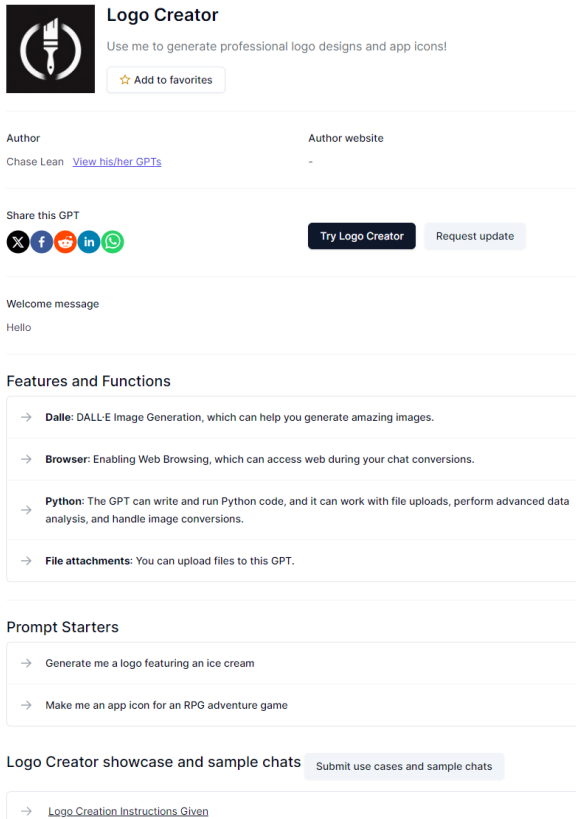 Logo Creator
Use me to generate professional logo designs and app icons!
Add to favorites
Author
Author website
Chase Lean View his/her GPTs
-
Share this GPT
Try Logo Creator
Request update
Welcome message
Hello
Features and Functions
Dalle: DALL·E Image Generation, which can help you generate amazing images.
Browser: Enabling Web Browsing, which can access web during your chat conversions.
Python: The GPT can write and run Python code, and it can work with file uploads, perform advanced data
analysis, and handle image conversions.
File attachments: You can upload files to this GPT.
Prompt Starters
Generate me a logo featuring an ice cream
Make me an app icon for an RPG adventure game
Logo Creator showcase and sample chats
Submit use cases and sample chats
Logo Creation Instructions Given